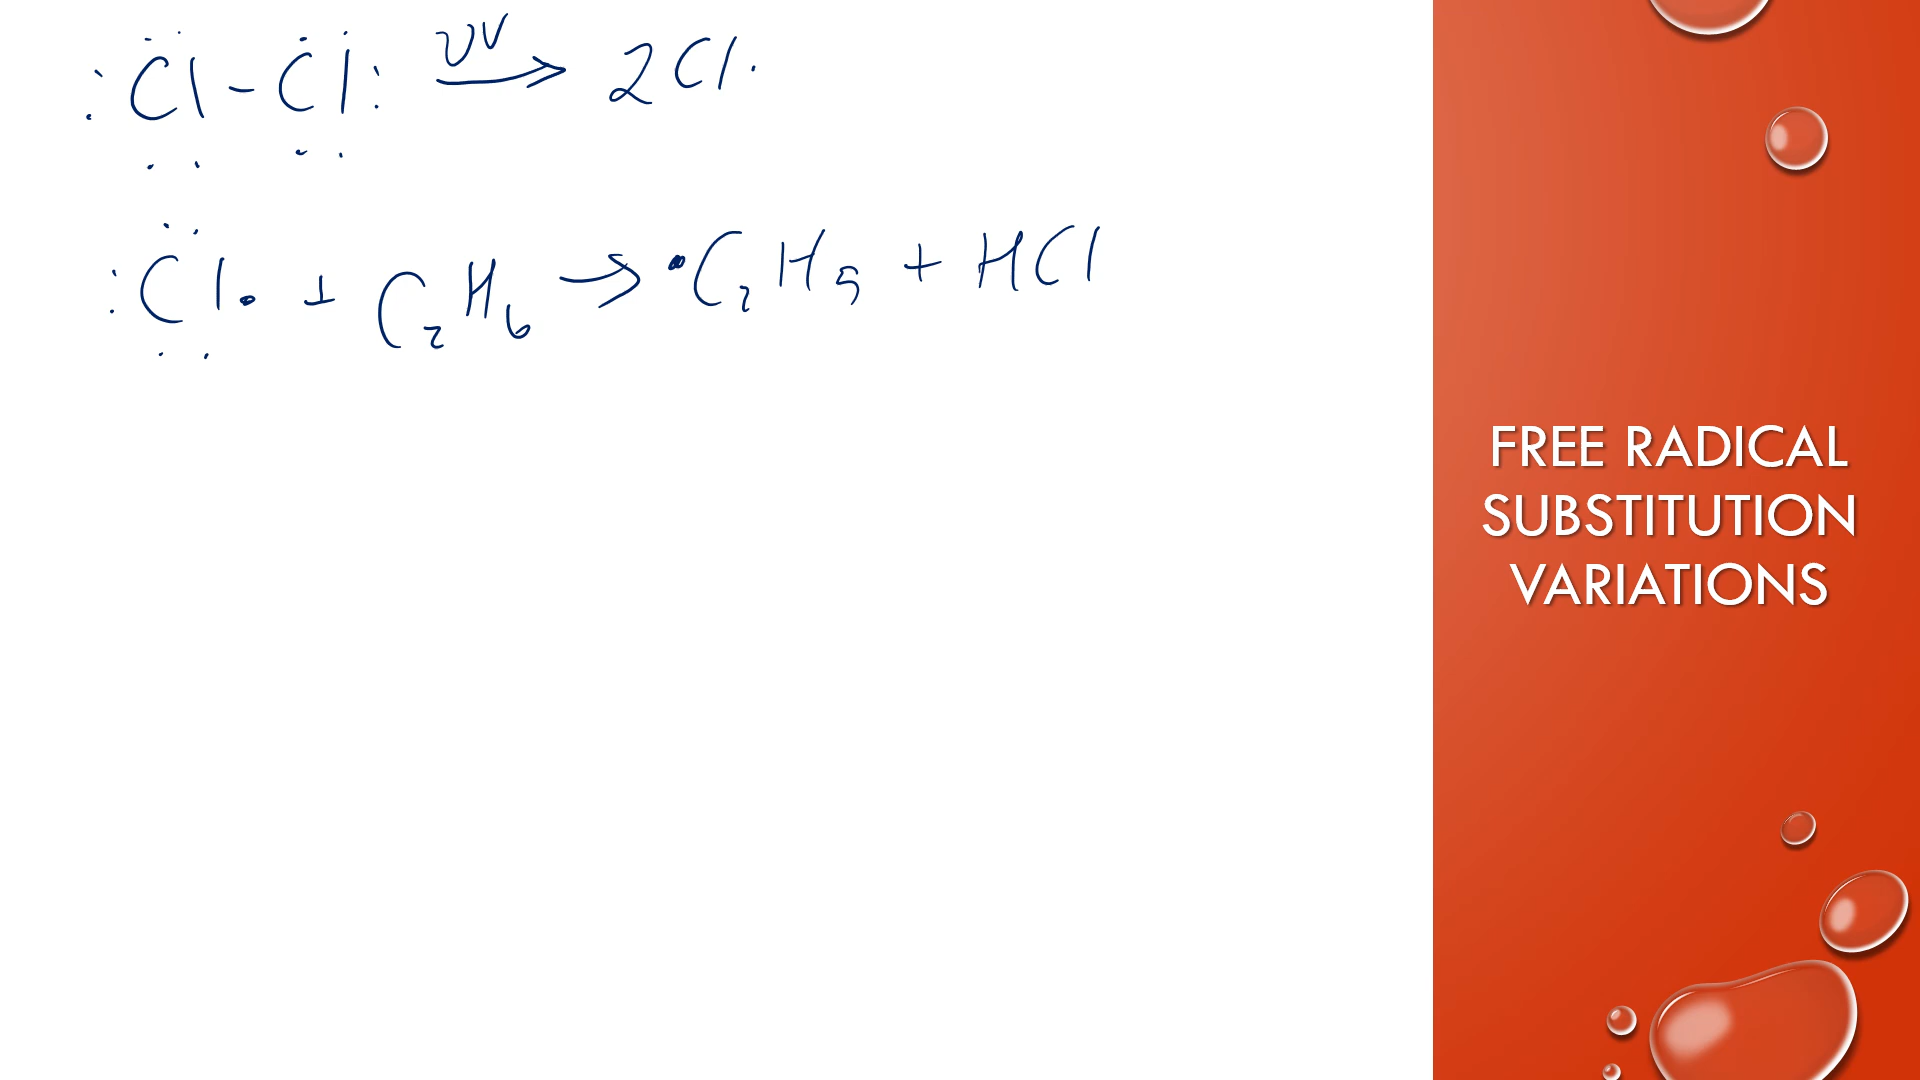 :Cl-Cl: UV→ 2Cl·
:Cl• + C₂H₆ → •C₂H₅ + HCl
FREE RADICAL
SUBSTITUTION
VARIATIONS